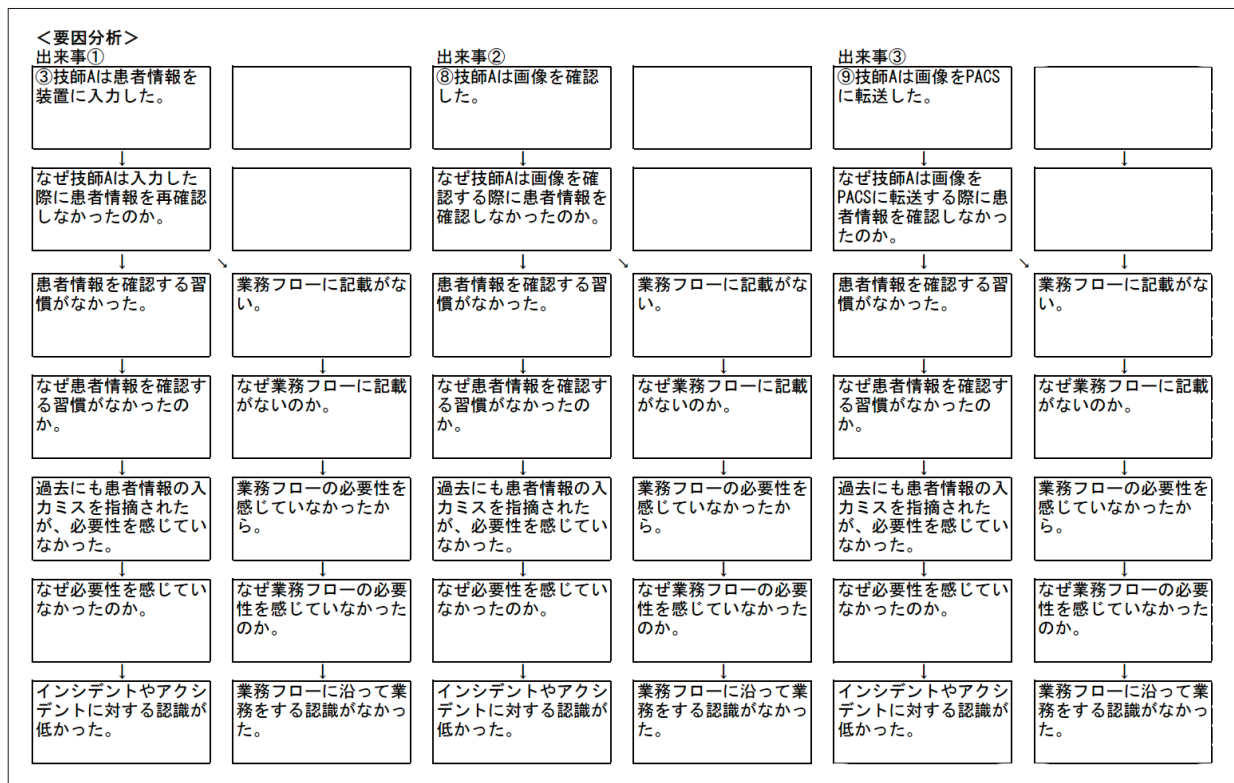 ＜要因分析＞
出来事①
③技師Aは患者情報を
装置に入力した。
出来事②
⑧技師Aは画像を確認
した。
出来事③
⑨技師Aは画像をPACS
に転送した。
↓
↓
↓
↓
なぜ技師Aは入力した
際に患者情報を再確認
しなかったのか。
なぜ技師Aは画像を確
認する際に患者情報を
確認しなかったのか。
なぜ技師Aは画像を
PACSに転送する際に患
者情報を確認しなかっ
たのか。
↓ ↘
↓ ↘
↓ ↘ ↓
患者情報を確認する習
慣がなかった。
業務フローに記載がな
い。
患者情報を確認する習
慣がなかった。
業務フローに記載がな
い。
患者情報を確認する習
慣がなかった。
業務フローに記載がな
い。
↓ ↓ ↓ ↓ ↓ ↓
なぜ患者情報を確認す
る習慣がなかったの
か。
なぜ業務フローに記載
がないのか。
なぜ患者情報を確認す
る習慣がなかったの
か。
なぜ業務フローに記載
がないのか。
なぜ患者情報を確認す
る習慣がなかったの
か。
なぜ業務フローに記載
がないのか。
↓ ↓ ↓ ↓ ↓ ↓
過去にも患者情報の入
力ミスを指摘された
が、必要性を感じてい
なかった。
業務フローの必要性を
感じていなかったか
ら。
過去にも患者情報の入
力ミスを指摘された
が、必要性を感じてい
なかった。
業務フローの必要性を
感じていなかったか
ら。
過去にも患者情報の入
力ミスを指摘された
が、必要性を感じてい
なかった。
業務フローの必要性を
感じていなかったか
ら。
↓ ↓ ↓ ↓ ↓ ↓
なぜ必要性を感じてい
なかったのか。
なぜ業務フローの必要
性を感じていなかった
のか。
なぜ必要性を感じてい
なかったのか。
なぜ業務フローの必要
性を感じていなかった
のか。
なぜ必要性を感じてい
なかったのか。
なぜ業務フローの必要
性を感じていなかった
のか。
↓ ↓ ↓ ↓ ↓ ↓
インシデントやアクシ
デントに対する認識が
低かった。
業務フローに沿って業
務をする認識がなかっ
た。
インシデントやアクシ
デントに対する認識が
低かった。
業務フローに沿って業
務をする認識がなかっ
た。
インシデントやアクシ
デントに対する認識が
低かった。
業務フローに沿って業
務をする認識がなかっ
た。